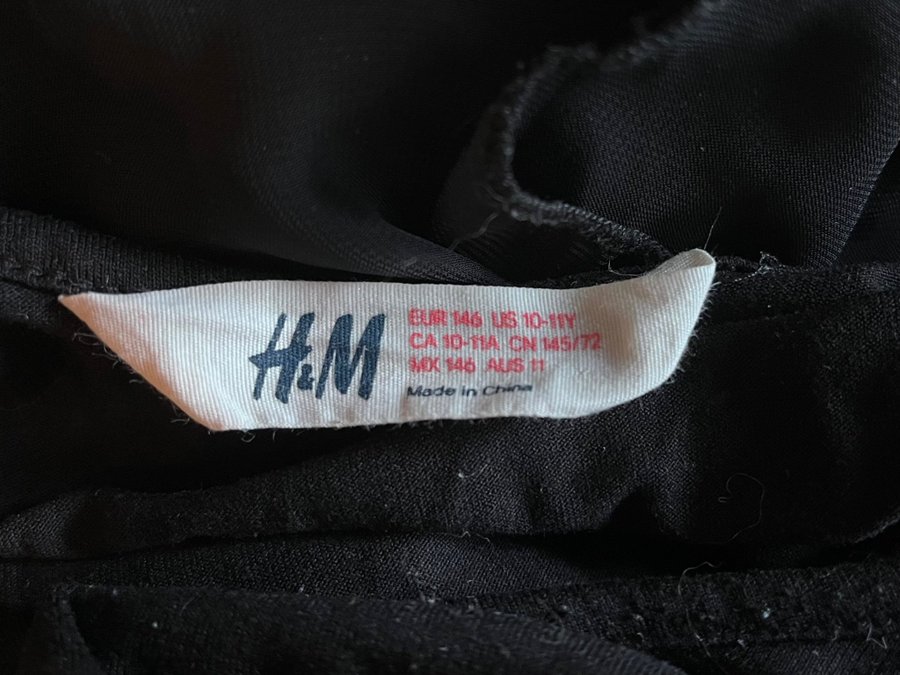 H&M
EUR 146 US 10-11Y
CA 10-11A CN 145/72
MX 146 AUS 11
Made in China